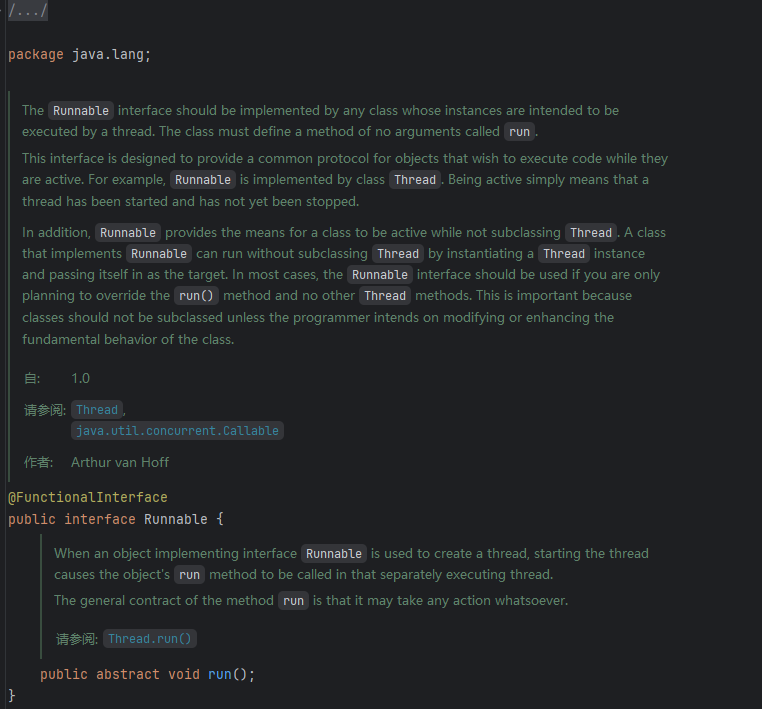 /.../
package java.lang;
The Runnable interface should be implemented by any class whose instances are intended to be
executed by a thread. The class must define a method of no arguments called run.
This interface is designed to provide a common protocol for objects that wish to execute code while they
are active. For example, Runnable is implemented by class Thread. Being active simply means that a
thread has been started and has not yet been stopped.
In addition, Runnable provides the means for a class to be active while not subclassing Thread. A class
that implements Runnable can run without subclassing Thread by instantiating a Thread instance
and passing itself in as the target. In most cases, the Runnable interface should be used if you are only
planning to override the run() method and no other Thread methods. This is important because
classes should not be subclassed unless the programmer intends on modifying or enhancing the
fundamental behavior of the class.
自: 1.0
请参阅: Thread,
java.util.concurrent.Callable
作者: Arthur van Hoff
@FunctionalInterface
public interface Runnable {
When an object implementing interface Runnable is used to create a thread, starting the thread
causes the object's run method to be called in that separately executing thread.
The general contract of the method run is that it may take any action whatsoever.
请参阅: Thread.run()
public abstract void run();
}